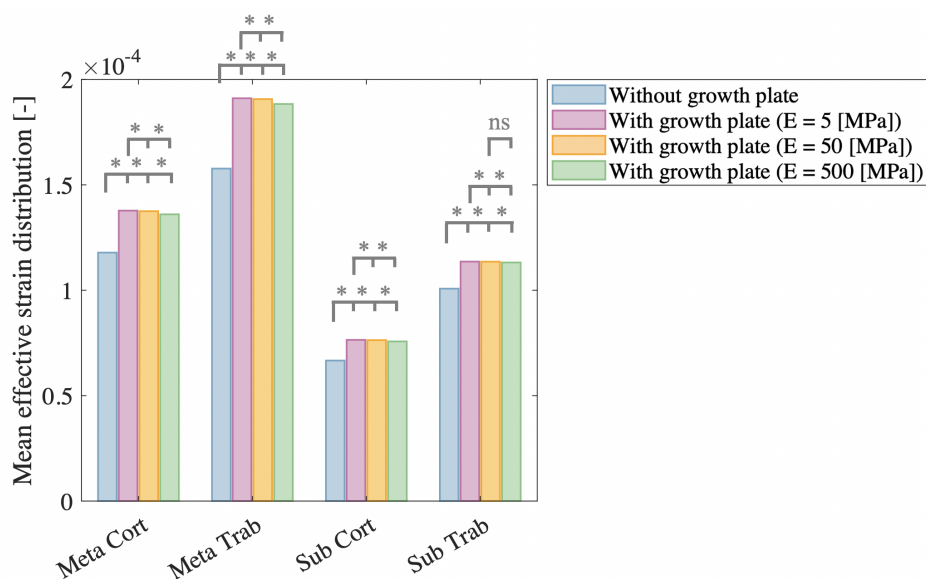 * *
* * *
×10⁻⁴
2
1.5
1
0.5
0
Mean effective strain distribution [-]
* *
* * *
* *
* * *
ns
* *
* * *
Meta Cort
Meta Trab
Sub Cort
Sub Trab
Without growth plate
With growth plate (E = 5 [MPa])
With growth plate (E = 50 [MPa])
With growth plate (E = 500 [MPa])